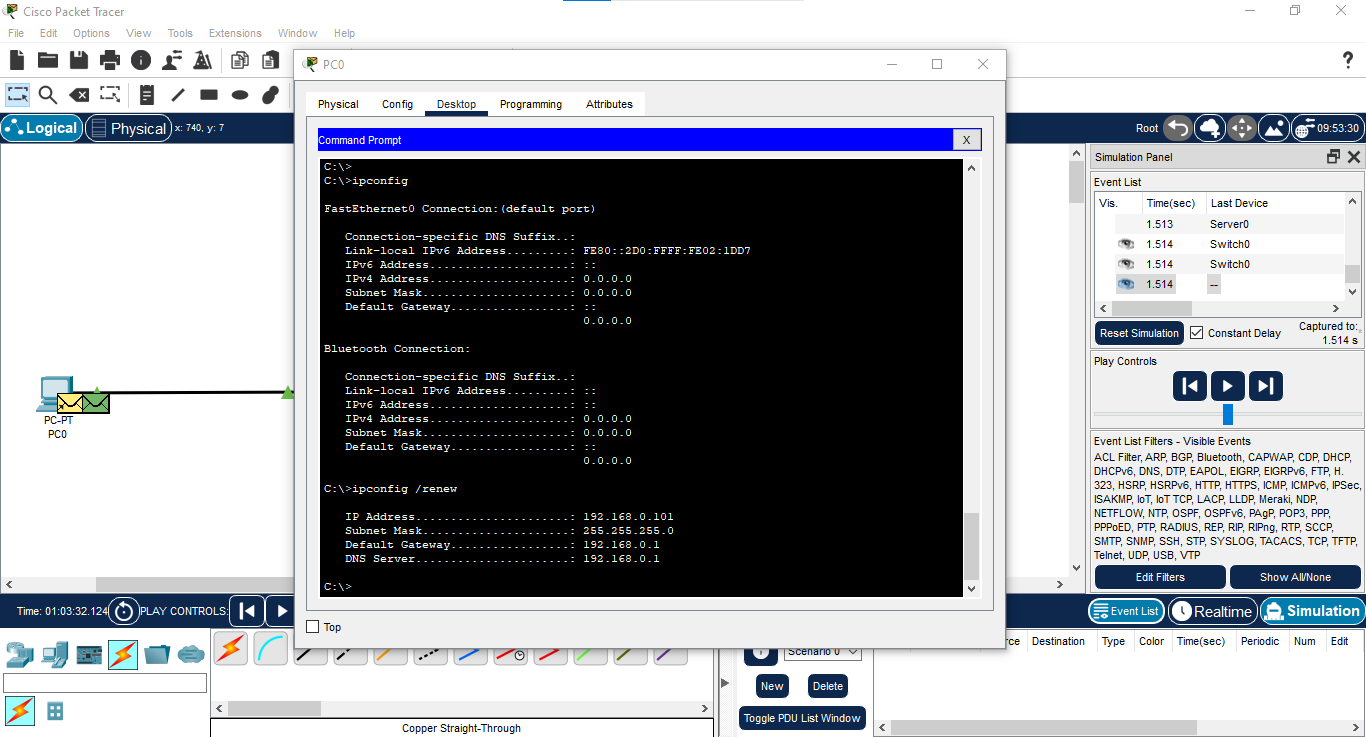 Cisco Packet Tracer
File Edit Options View Tools Extensions Window Help
PC0
Physical Config Desktop Programming Attributes
Logical Physical x: 740, y: 7
Root 09:53:30
Command Prompt X
C:\>
C:\>ipconfig
FastEthernet0 Connection:(default port)
Connection-specific DNS Suffix..:
Link-local IPv6 Address.........: FE80::2D0:FFFF:FE02:1DD7
IPv6 Address....................: ::
IPv4 Address....................: 0.0.0.0
Subnet Mask.....................: 0.0.0.0
Default Gateway.................: ::
0.0.0.0
Bluetooth Connection:
Connection-specific DNS Suffix..:
Link-local IPv6 Address.........: ::
IPv6 Address....................: ::
IPv4 Address....................: 0.0.0.0
Subnet Mask.....................: 0.0.0.0
Default Gateway.................: ::
0.0.0.0
C:\>ipconfig /renew
IP Address......................: 192.168.0.101
Subnet Mask.....................: 255.255.255.0
Default Gateway.................: 192.168.0.1
DNS Server......................: 192.168.0.1
C:\>
Top
PC-PT
PC0
Simulation Panel
Event List
Vis. Time(sec) Last Device
1.513 Server0
1.514 Switch0
1.514 Switch0
1.514 --
Reset Simulation Constant Delay Captured to:
1.514 s
Play Controls
Event List Filters - Visible Events
ACL Filter, ARP, BGP, Bluetooth, CAPWAP, CDP, DHCP,
DHCPv6, DNS, DTP, EAPOL, EIGRP, EIGRPv6, FTP, H.
323, HSRP, HSRPv6, HTTP, HTTPS, ICMP, ICMPv6, IPSec,
ISAKMP, IoT, IoT TCP, LACP, LLDP, Meraki, NDP,
NETFLOW, NTP, OSPF, OSPFv6, PAgP, POP3, PPP,
PPPoED, PTP, RADIUS, REP, RIP, RIPng, RTP, SCCP,
SMTP, SNMP, SSH, STP, SYSLOG, TACACS, TCP, TFTP,
Telnet, UDP, USB, VTP
Edit Filters Show All/None
Time: 01:03:32.124 PLAY CONTROLS:
Event List Realtime Simulation
Scenario 0
New Delete
Toggle PDU List Window
Destination Type Color Time(sec) Periodic Num Edit
Copper Straight-Through